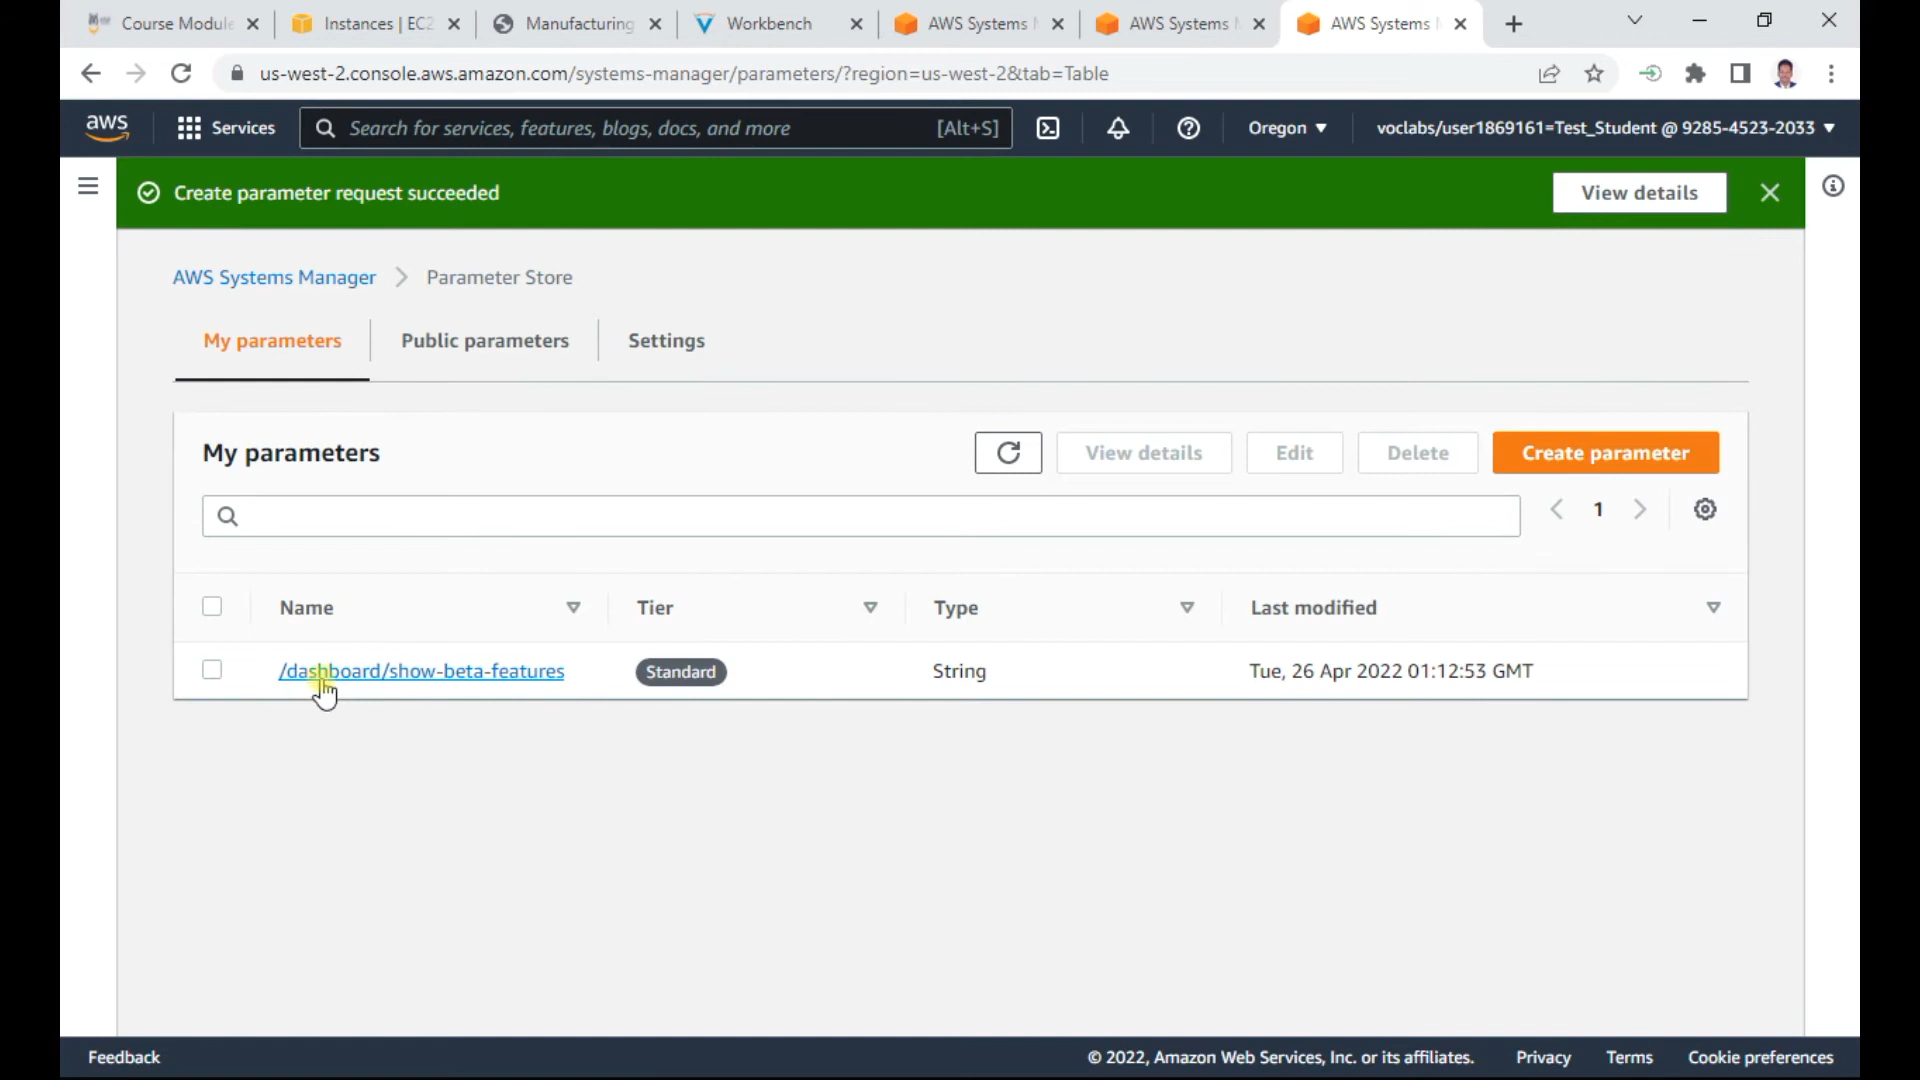 Course Module
Instances | EC2
Manufacturing
Workbench
AWS Systems M
AWS Systems M
AWS Systems M
us-west-2.console.aws.amazon.com/systems-manager/parameters/?region=us-west-2&tab=Table
aws
Services
Search for services, features, blogs, docs, and more
[Alt+S]
Oregon
voclabs/user1869161=Test_Student @ 9285-4523-2033
Create parameter request succeeded
View details
AWS Systems Manager
Parameter Store
My parameters
Public parameters
Settings
My parameters
View details
Edit
Delete
Create parameter
1
Name
Tier
Type
Last modified
/dashboard/show-beta-features
Standard
String
Tue, 26 Apr 2022 01:12:53 GMT
Feedback
© 2022, Amazon Web Services, Inc. or its affiliates.
Privacy
Terms
Cookie preferences